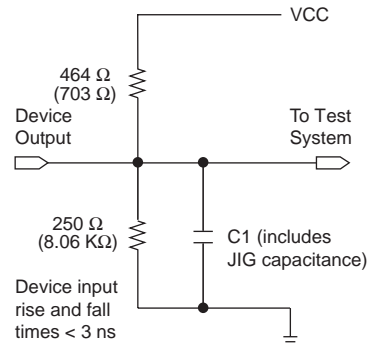 VCC
464 Ω
(703 Ω)
Device
Output
To Test
System
250 Ω
(8.06 KΩ)
C1 (includes
JIG capacitance)
Device input
rise and fall
times < 3 ns